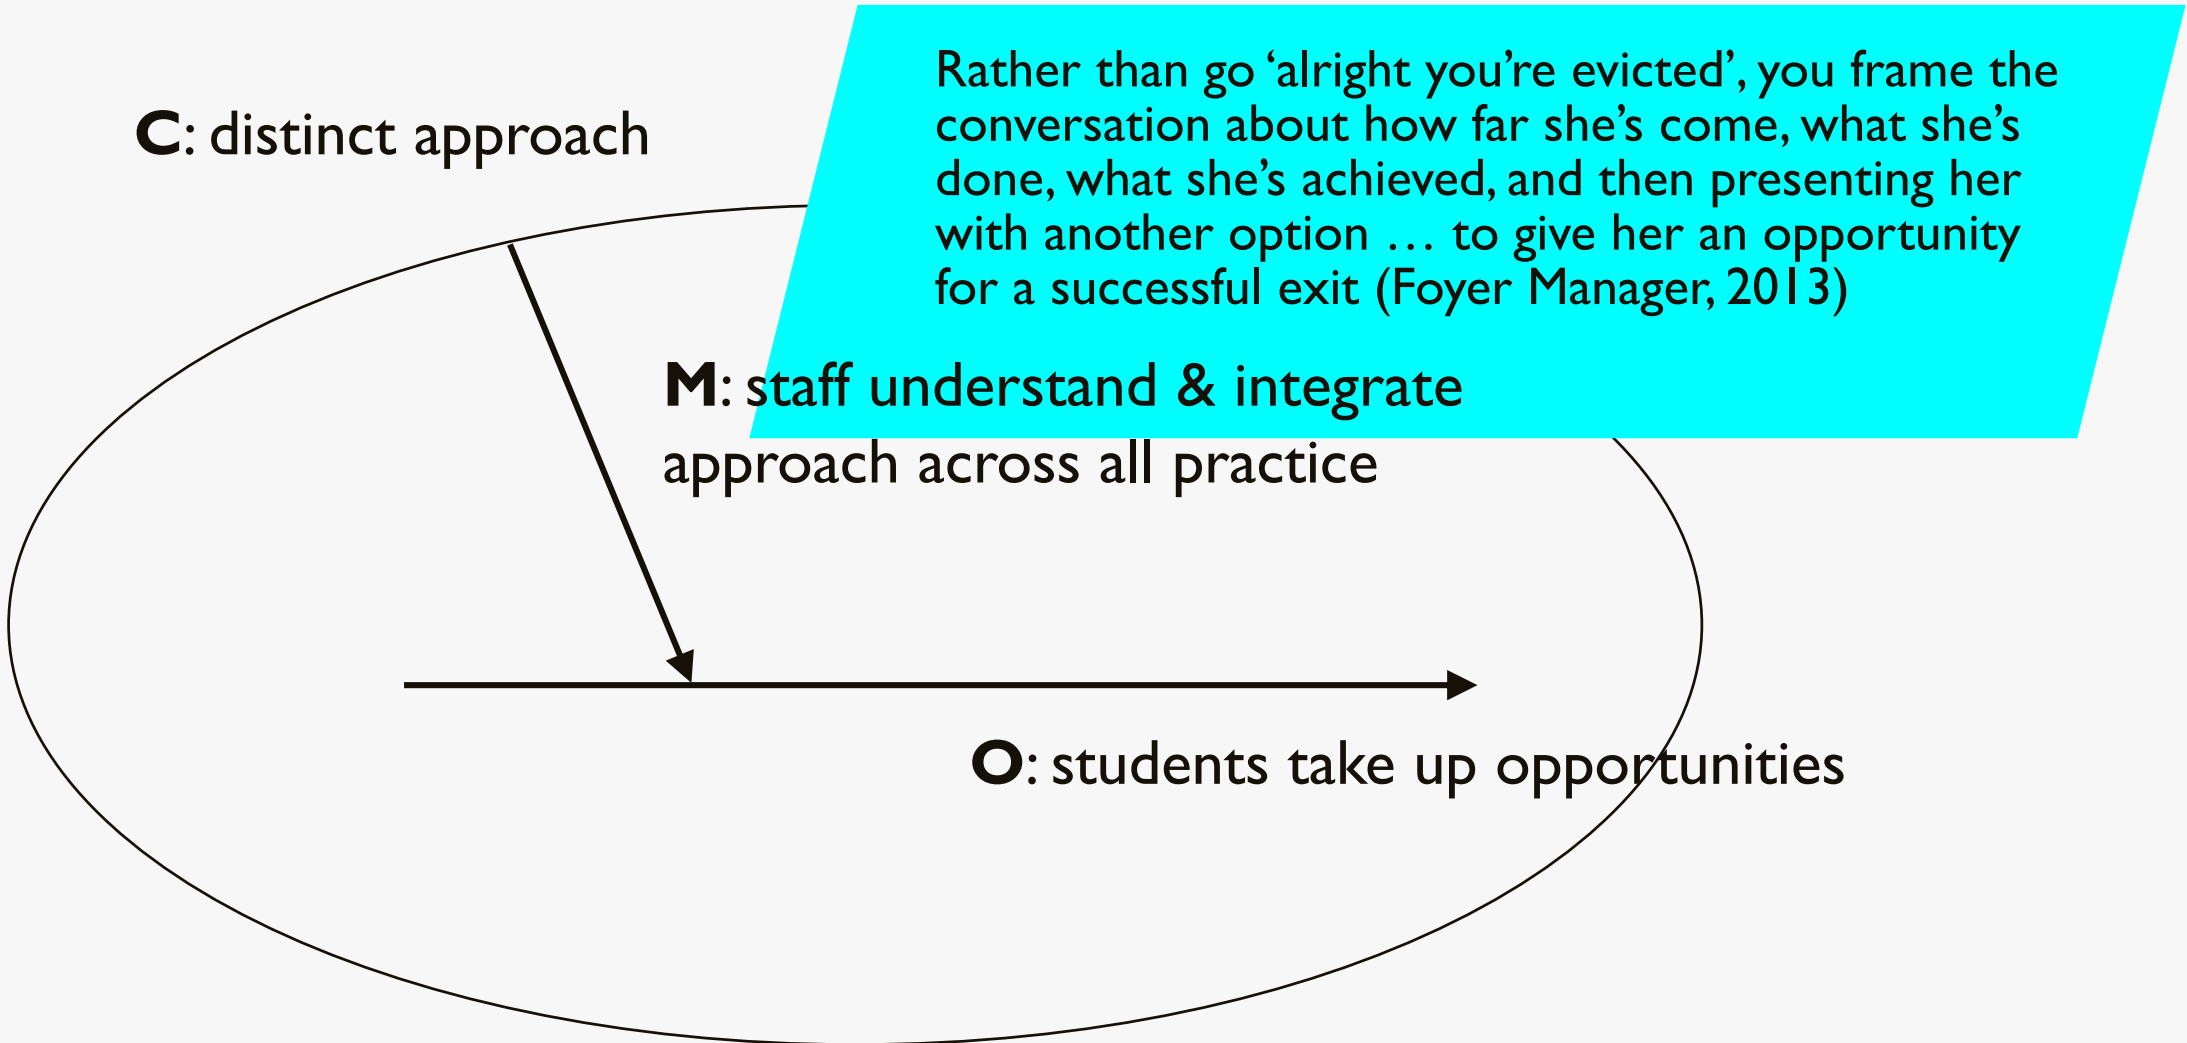 C: distinct approach
Rather than go ‘alright you’re evicted’, you frame the
conversation about how far she’s come, what she’s
done, what she’s achieved, and then presenting her
with another option … to give her an opportunity
for a successful exit (Foyer Manager, 2013)
M: staff understand & integrate
approach across all practice
O: students take up opportunities